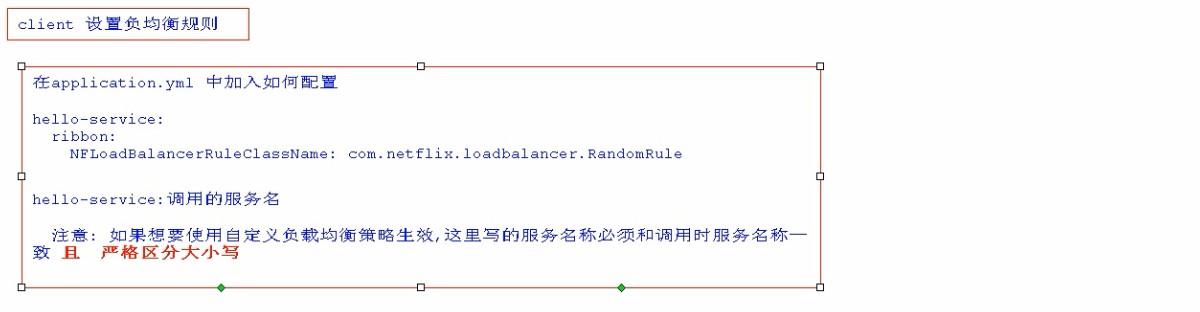 client 设置负均衡规则
在application.yml 中加入如何配置
hello-service:
  ribbon:
    NFLoadBalancerRuleClassName: com.netflix.loadbalancer.RandomRule
hello-service:调用的服务名
  注意: 如果想要使用自定义负载均衡策略生效,这里写的服务名称必须和调用时服务名称一
致 且 严格区分大小写